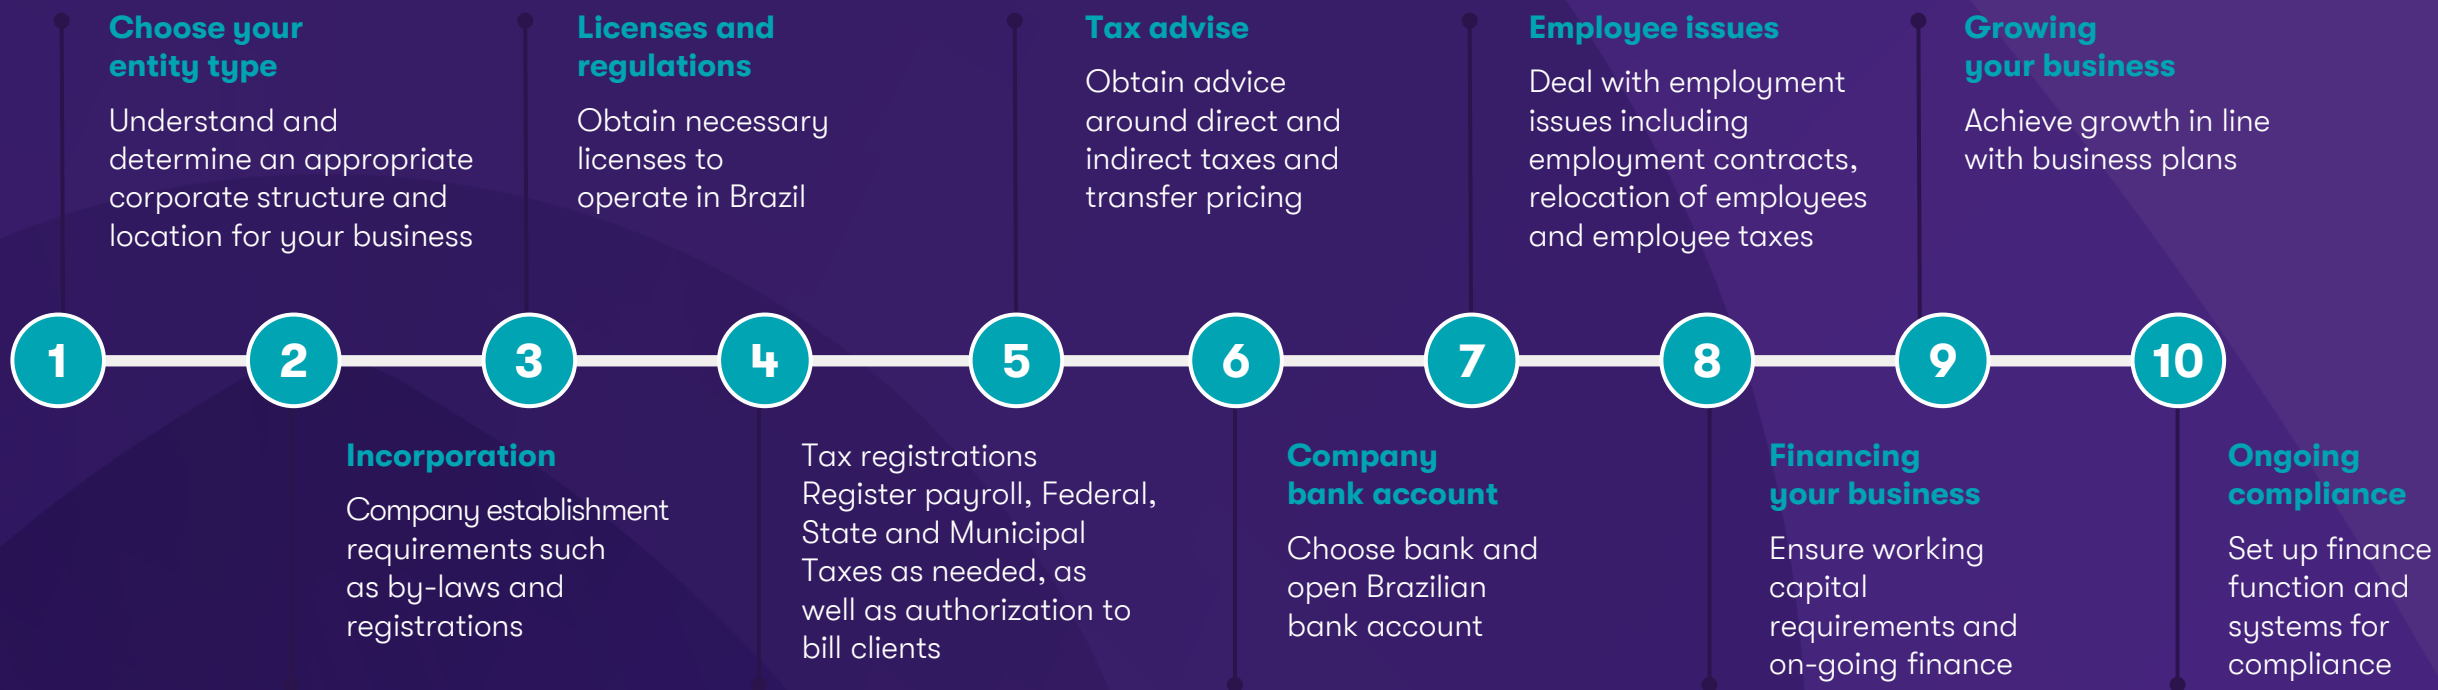 Choose your
entity type
Understand and
determine an appropriate
corporate structure and
location for your business
Licenses and
regulations
Obtain necessary
licenses to
operate in Brazil
Tax advise
Obtain advice
around direct and
indirect taxes and
transfer pricing
Employee issues
Deal with employment
issues including
employment contracts,
relocation of employees
and employee taxes
Growing
your business
Achieve growth in line
with business plans
1
2
3
4
5
6
7
8
9
10
Incorporation
Company establishment
requirements such
as by-laws and
registrations
Tax registrations
Register payroll, Federal,
State and Municipal
Taxes as needed, as
well as authorization to
bill clients
Company
bank account
Choose bank and
open Brazilian
bank account
Financing
your business
Ensure working
capital
requirements and
on-going finance
Ongoing
compliance
Set up finance
function and
systems for
compliance